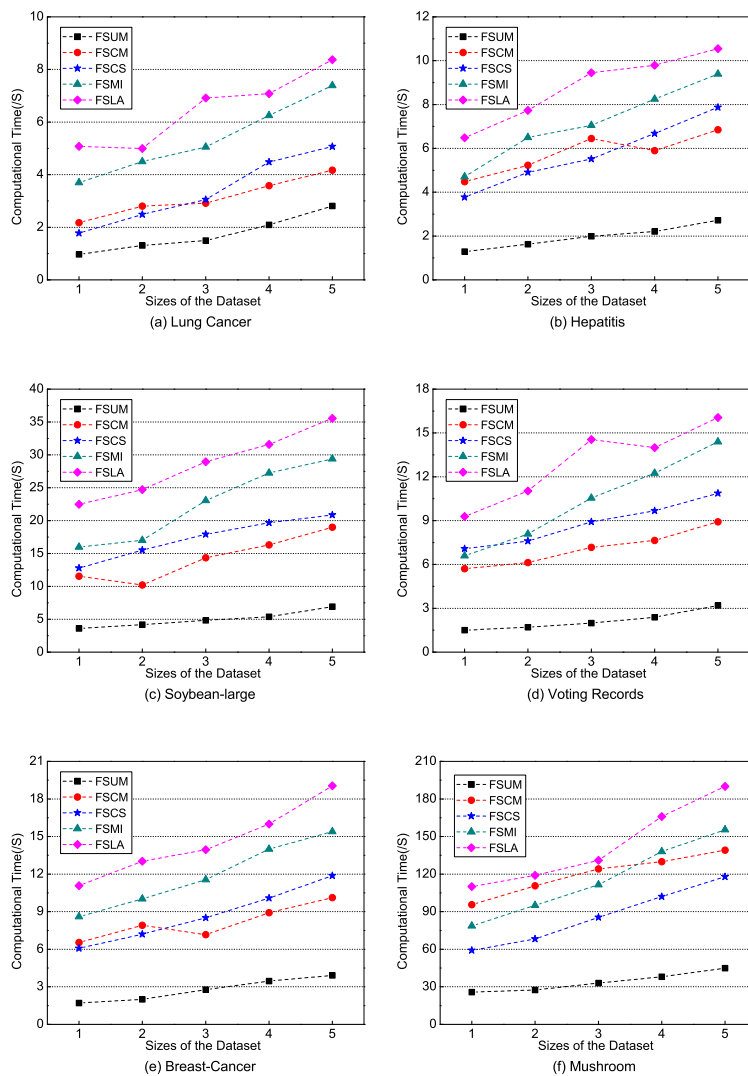 10
8
6
4
2
0
Computational Time(/S)
FSUM
FSCM
FSCS
FSMI
FSLA
1 2 3 4 5
Sizes of the Dataset
(a) Lung Cancer
12
10
8
6
4
2
0
Computational Time(/S)
FSUM
FSCM
FSCS
FSMI
FSLA
1 2 3 4 5
Sizes of the Dataset
(b) Hepatitis
40
35
30
25
20
15
10
5
0
Computational Time(/S)
FSUM
FSCM
FSCS
FSMI
FSLA
1 2 3 4 5
Sizes of the Dataset
(c) Soybean-large
18
15
12
9
6
3
0
Computational Time(/S)
FSUM
FSCM
FSCS
FSMI
FSLA
1 2 3 4 5
Sizes of the Dataset
(d) Voting Records
21
18
15
12
9
6
3
0
Computational Time(/S)
FSUM
FSCM
FSCS
FSMI
FSLA
1 2 3 4 5
Sizes of the Dataset
(e) Breast-Cancer
210
180
150
120
90
60
30
0
Computational Time(/S)
FSUM
FSCM
FSCS
FSMI
FSLA
1 2 3 4 5
Sizes of the Dataset
(f) Mushroom